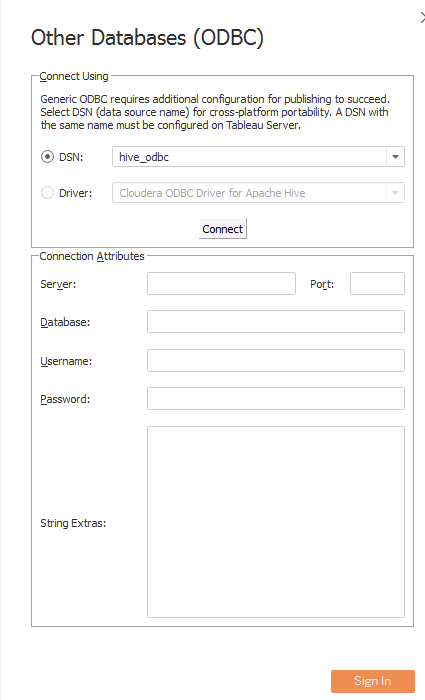 Other Databases (ODBC)
Connect Using
Generic ODBC requires additional configuration for publishing to succeed.
Select DSN (data source name) for cross-platform portability. A DSN with
the same name must be configured on Tableau Server.
DSN: hive_odbc
Driver: Cloudera ODBC Driver for Apache Hive
Connect
Connection Attributes
Server: Port:
Database:
Username:
Password:
String Extras:
Sign In